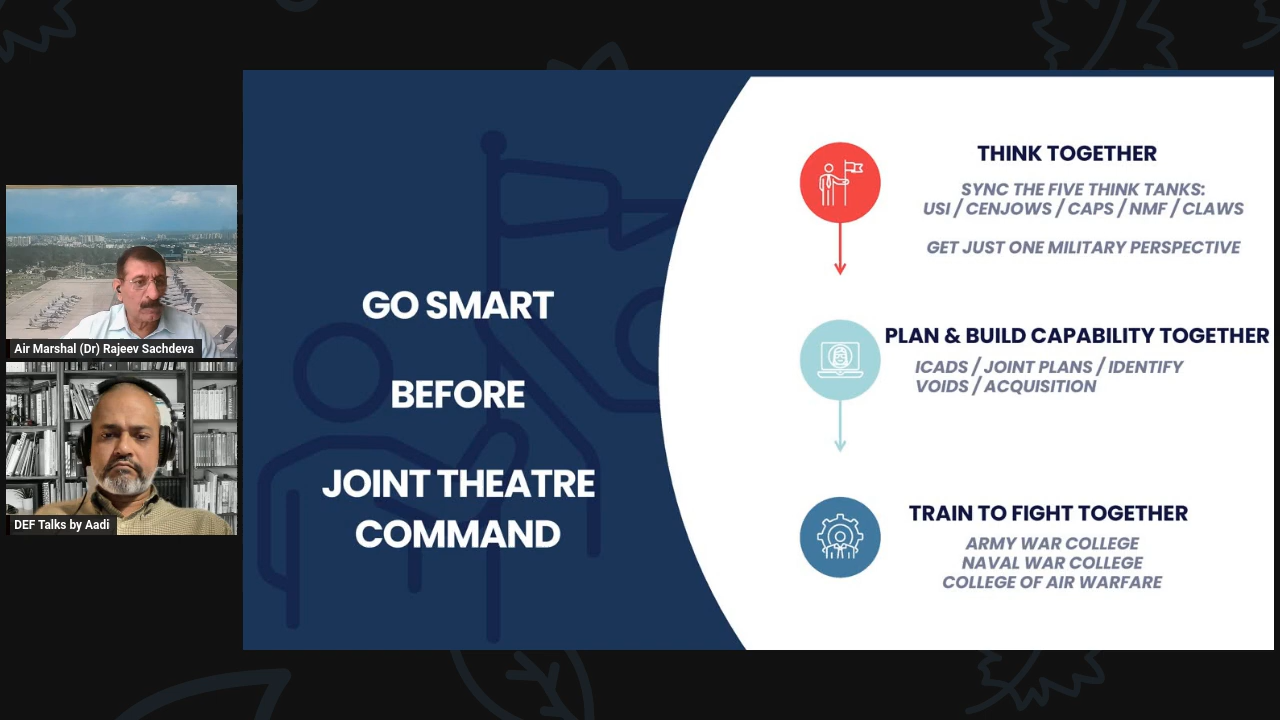 Air Marshal (Dr) Rajeev Sachdeva
DEF Talks by Aadi
GO SMART
BEFORE
JOINT THEATRE
COMMAND
THINK TOGETHER
SYNC THE FIVE THINK TANKS:
USI / CENJOWS / CAPS / NMF / CLAWS
GET JUST ONE MILITARY PERSPECTIVE
PLAN & BUILD CAPABILITY TOGETHER
ICADS / JOINT PLANS / IDENTIFY
VOIDS / ACQUISITION
TRAIN TO FIGHT TOGETHER
ARMY WAR COLLEGE
NAVAL WAR COLLEGE
COLLEGE OF AIR WARFARE